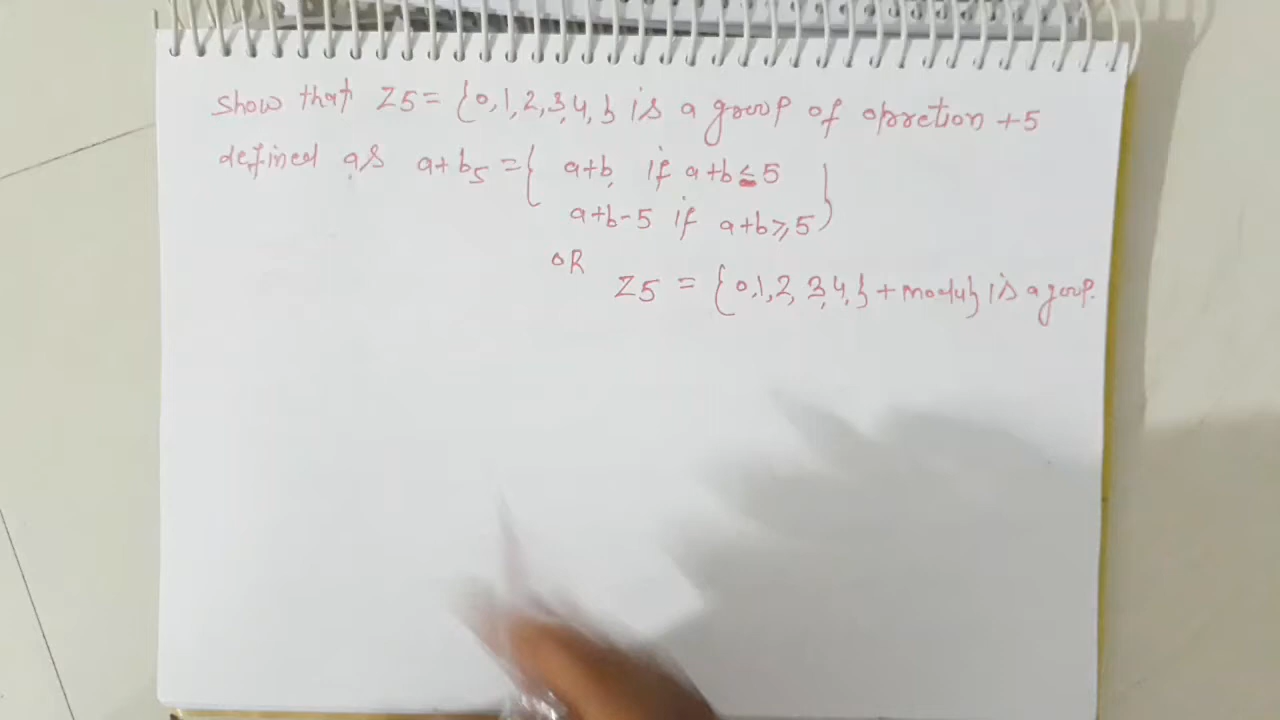 show that Z5 = {0,1,2,3,4,} is a group of opretion +5
defined as a+b5 = { a+b, if a+b ≤ 5
a+b-5 if a+b ≥, 5 }
OR
Z5 = {0,1,2, 3,4,} + modul} is a group.